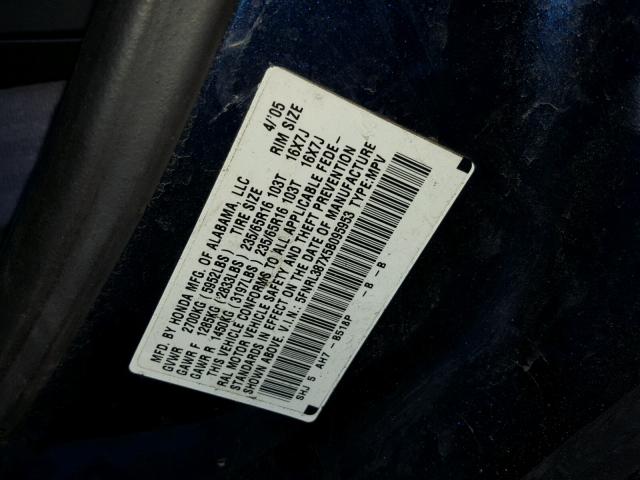 MFD. BY HONDA MFG. OF ALABAMA, LLC 4/'05
GVWR 2700KG (5952LBS) TIRE SIZE RIM SIZE
GAWR F 1285KG (2833LBS) 235/65R16 103T 16X7J
GAWR R 1450KG (3197LBS) 235/65R16 103T 16X7J
THIS VEHICLE CONFORMS TO ALL APPLICABLE FEDE-
RAL MOTOR VEHICLE SAFETY AND THEFT PREVENTION
STANDARDS IN EFFECT ON THE DATE OF MANUFACTURE
SHOWN ABOVE. V.I.N.: 5FNRL387X5B095953 TYPE:MPV
SHJ 5 AH7 -B518P -B -B